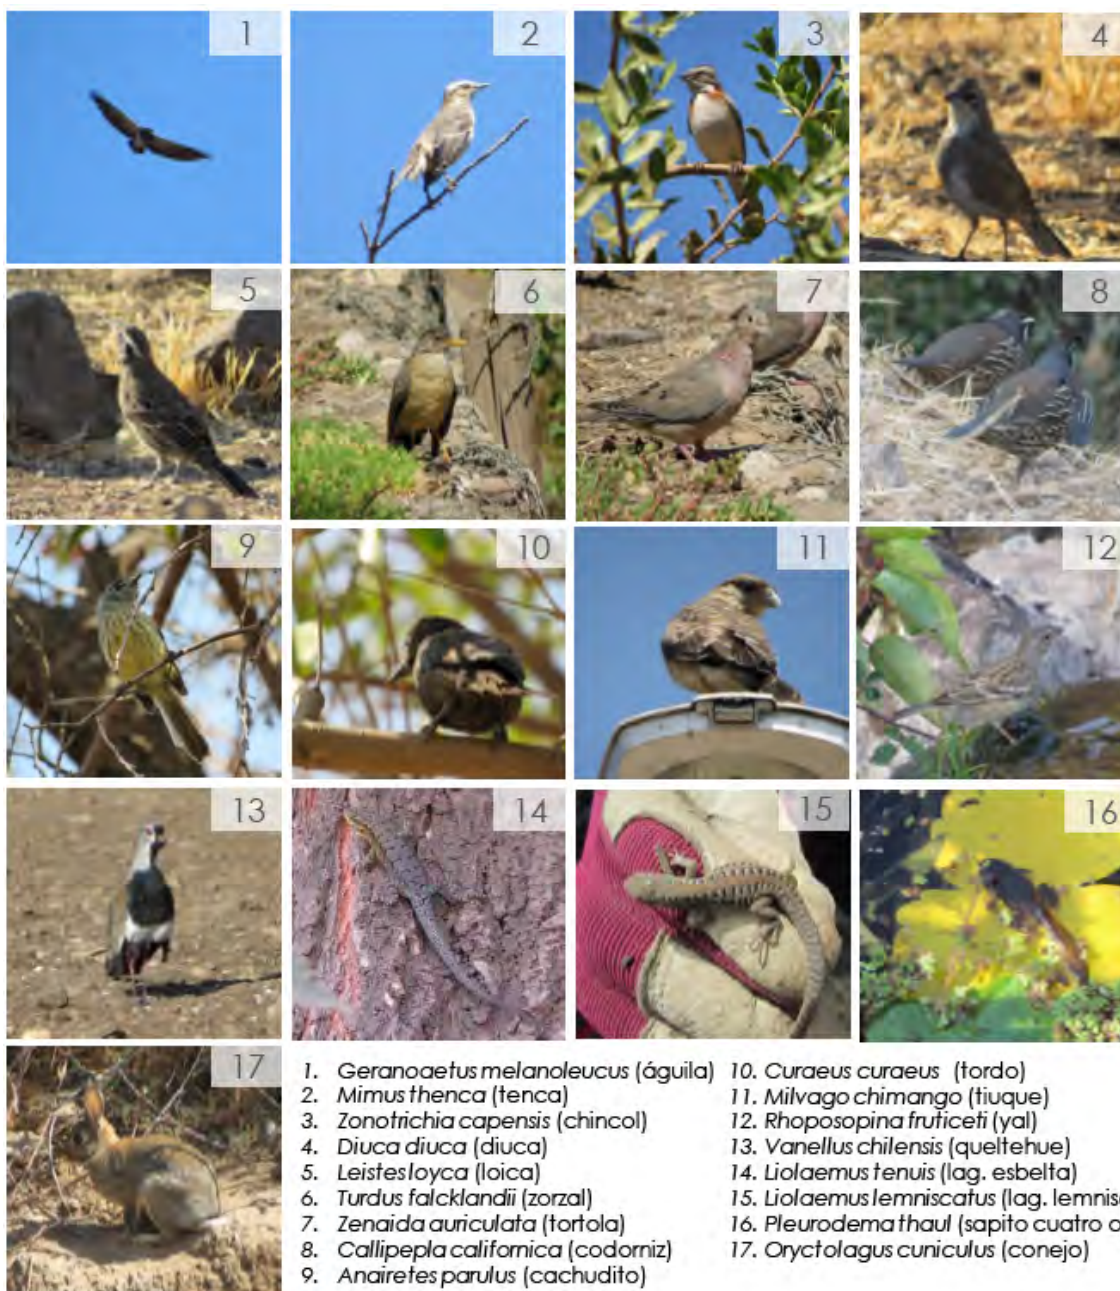 1
2
3
4
5
6
7
8
9
10
11
12
13
14
15
16
17
1. Geranoaetus melanoleucus (águila)
2. Mimus thenca (tenca)
3. Zonotrichia capensis (chincol)
4. Diuca diuca (diuca)
5. Leistes loyca (loica)
6. Turdus falcklandii (zorzal)
7. Zenaida auriculata (tortola)
8. Callipepla californica (codorniz)
9. Anairetes parulus (cachudito)
10. Curaeus curaeus (tordo)
11. Milvago chimango (tiuque)
12. Rhoposopina fruticeti (yal)
13. Vanellus chilensis (queltehue)
14. Liolaemus tenuis (lag. esbelta)
15. Liolaemus lemniscatus (lag.
16. Pleurodema thaul (sapito cuatro
17. Oryctolagus cuniculus (conejo)